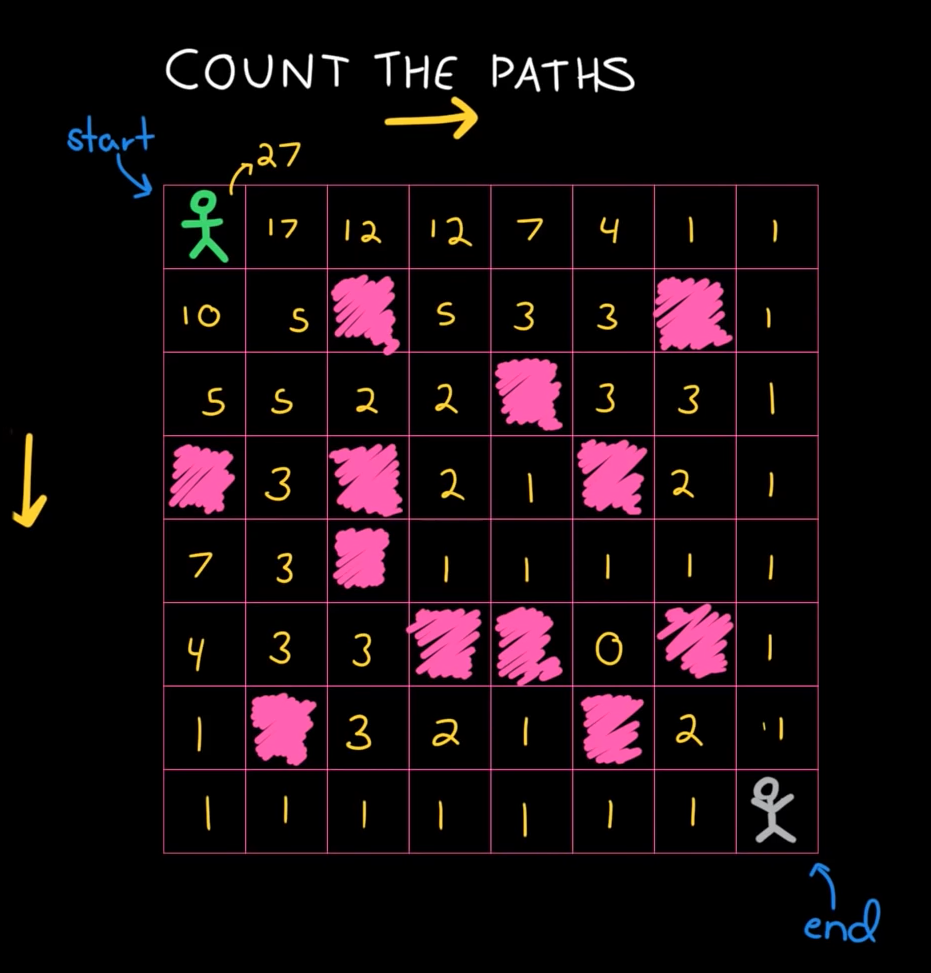 COUNT THE PATHS
start
27
17 12 12 7 4 1 1
10 5 5 3 3 1
5 5 2 2 3 3 1
3 2 1 2 1
7 3 1 1 1 1 1
4 3 3 0 1
1 3 2 1 2 1
1 1 1 1 1 1 1
end